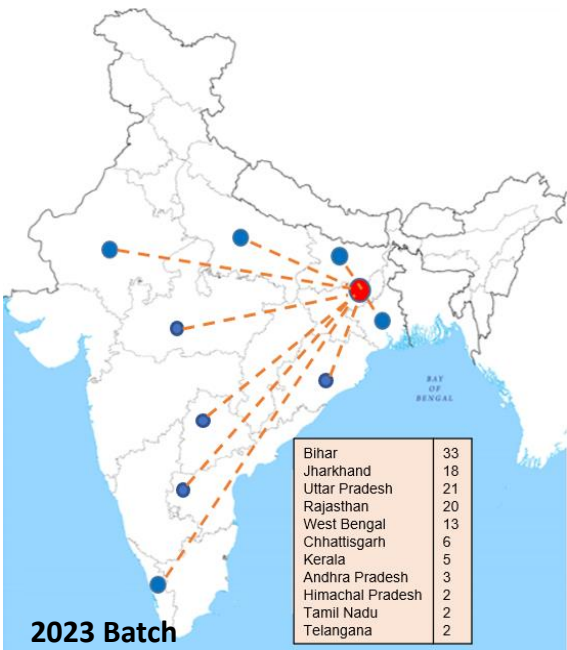 BAY
OF
BENGAL
Bihar 33
Jharkhand 18
Uttar Pradesh 21
Rajasthan 20
West Bengal 13
Chhattisgarh 6
Kerala 5
Andhra Pradesh 3
Himachal Pradesh 2
Tamil Nadu 2
Telangana 2
2023 Batch